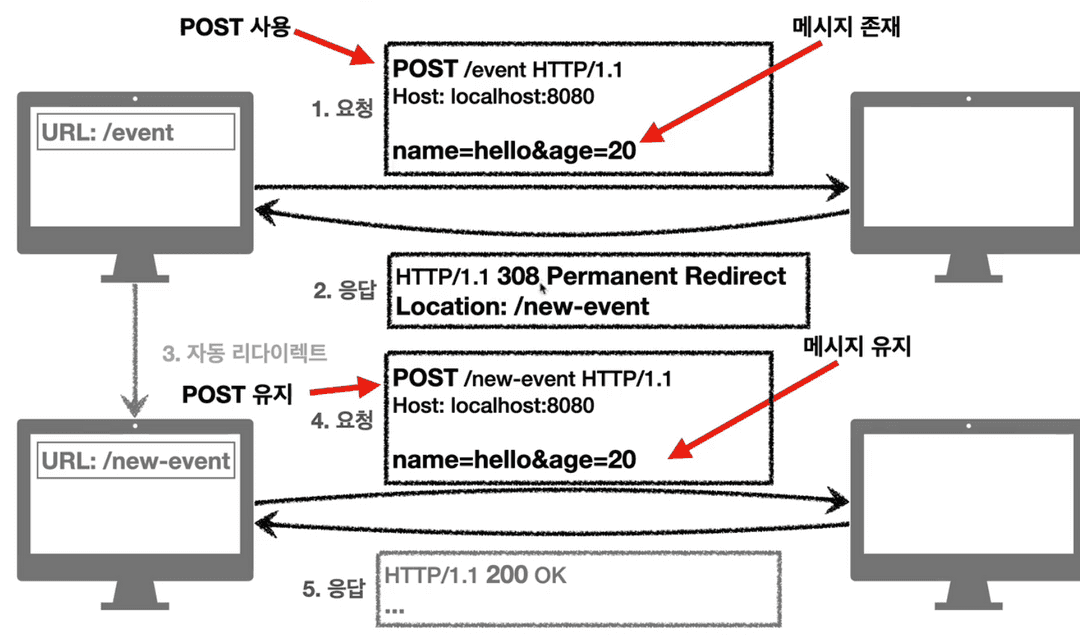 POST 사용
메시지 존재
POST /event HTTP/1.1
1. 요청
Host: localhost:8080
URL: /event
name=hello&age=20
HTTP/1.1 308 Permanent Redirect
2. 응답
Location: /new-event
3. 자동 리다이렉트
메시지 유지
POST 유지
POST /new-event HTTP/1.1
4. 요청
Host: localhost:8080
URL: /new-event
name=hello&age=20
HTTP/1.1 200 OK
5. 응답
...